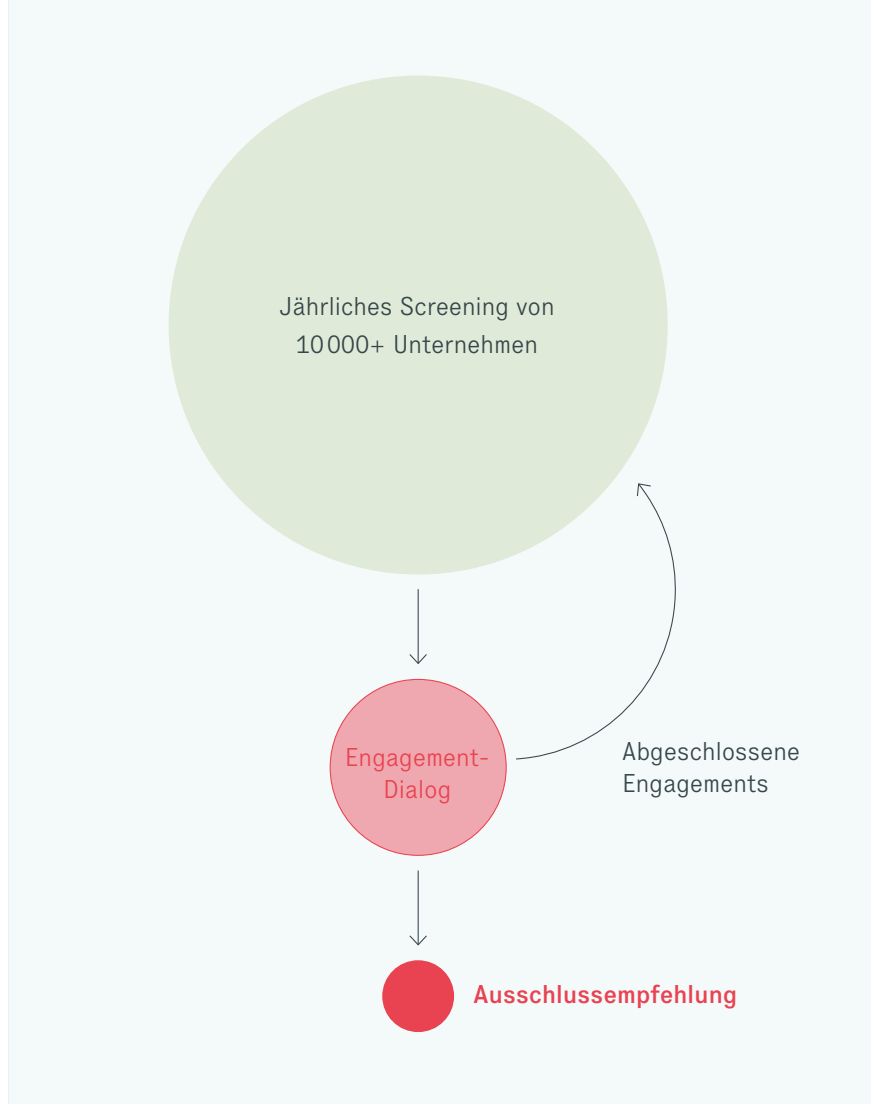 Jährliches Screening von
10 000+ Unternehmen
Engagement-
Dialog
Abgeschlossene
Engagements
Ausschlussempfehlung